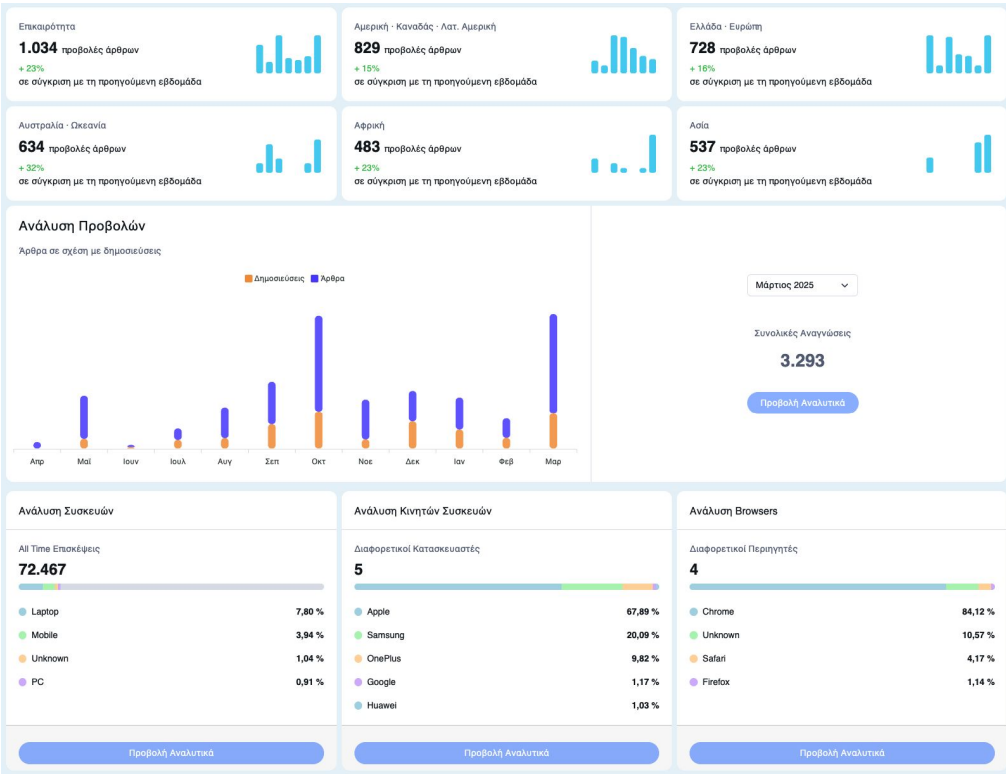 Επικαιρότητα
1.034 προβολές άρθρων
+ 23%
σε σύγκριση με τη προηγούμενη εβδομάδα
Αμερική · Καναδάς · Λατ. Αμερική
829 προβολές άρθρων
+ 15%
σε σύγκριση με τη προηγούμενη εβδομάδα
Ελλάδα · Ευρώπη
728 προβολές άρθρων
+ 16%
σε σύγκριση με τη προηγούμενη εβδομάδα
Αυστραλία · Ωκεανία
634 προβολές άρθρων
+ 32%
σε σύγκριση με τη προηγούμενη εβδομάδα
Αφρική
483 προβολές άρθρων
+ 23%
σε σύγκριση με τη προηγούμενη εβδομάδα
Ασία
537 προβολές άρθρων
+ 23%
σε σύγκριση με τη προηγούμενη εβδομάδα
Ανάλυση Προβολών
Άρθρα σε σχέση με δημοσιεύσεις
Δημοσιεύσεις Άρθρα
Απρ Μαΐ Ιουν Ιουλ Αυγ Σεπ Οκτ Νοε Δεκ Ιαν Φεβ Μαρ
Μάρτιος 2025
Συνολικές Αναγνώσεις
3.293
Προβολή Αναλυτικά
Ανάλυση Συσκευών
All Time Επισκέψεις
72.467
Laptop 7,80 %
Mobile 3,94 %
Unknown 1,04 %
PC 0,91 %
Προβολή Αναλυτικά
Ανάλυση Κινητών Συσκευών
Διαφορετικοί Κατασκευαστές
5
Apple 67,89 %
Samsung 20,09 %
OnePlus 9,82 %
Google 1,17 %
Huawei 1,03 %
Προβολή Αναλυτικά
Ανάλυση Browsers
Διαφορετικοί Περιηγητές
4
Chrome 84,12 %
Unknown 10,57 %
Safari 4,17 %
Firefox 1,14 %
Προβολή Αναλυτικά